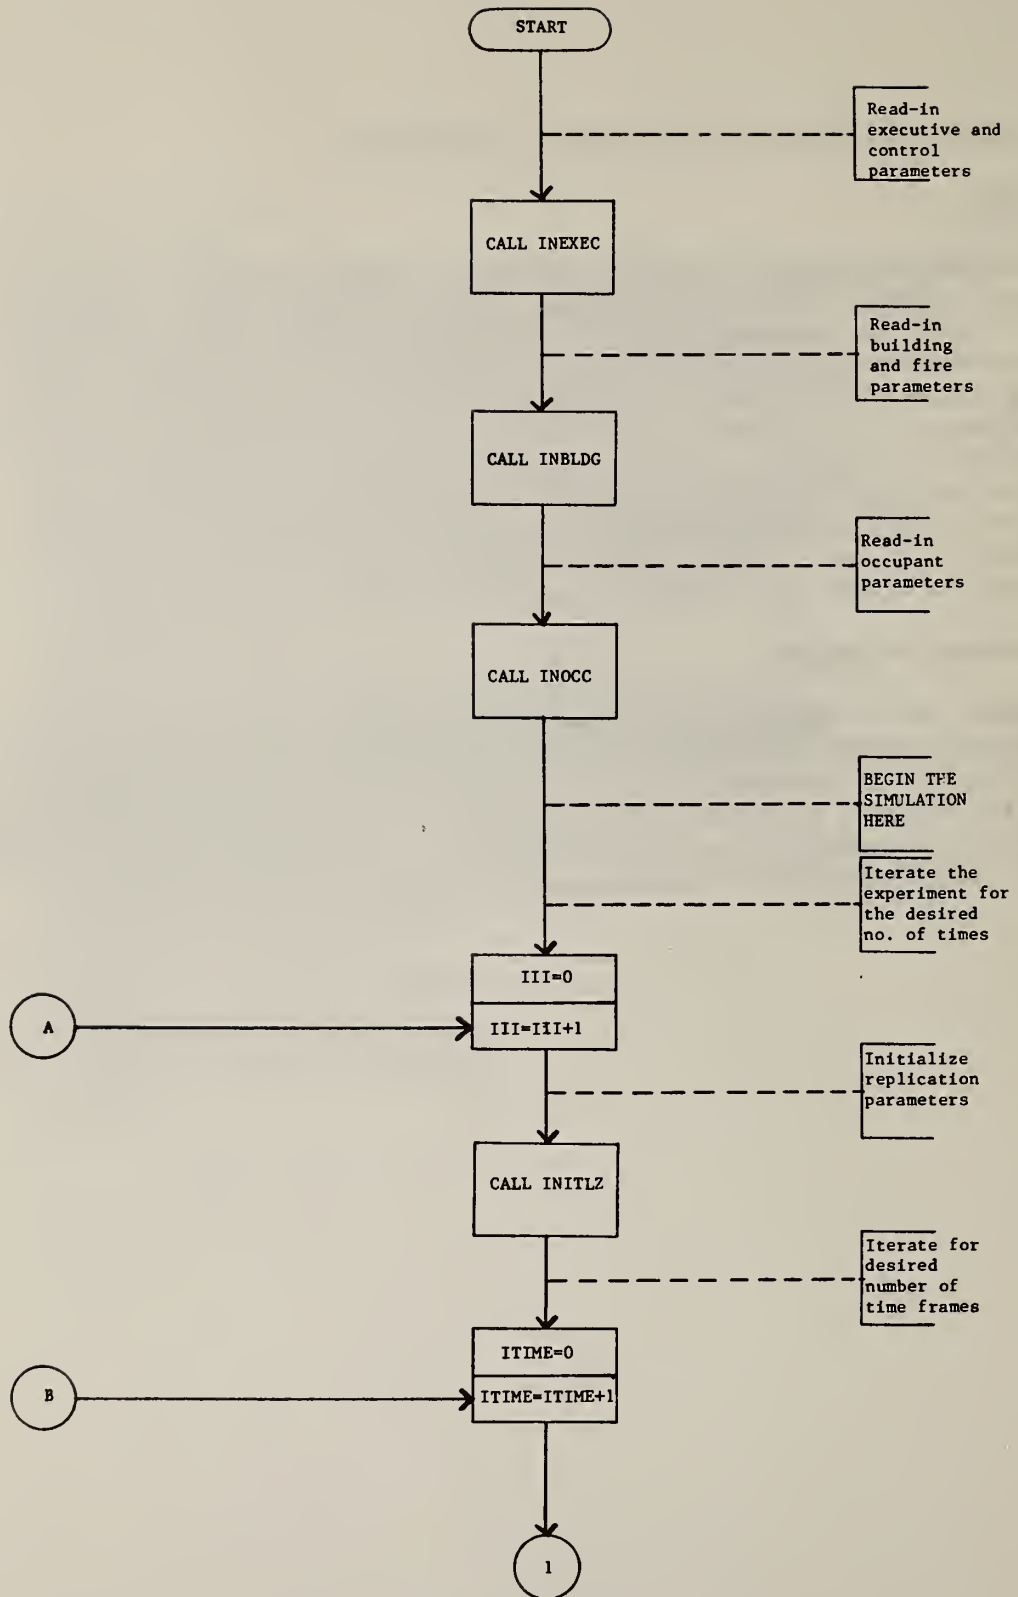 START
Read-in
executive and
control
parameters
CALL INEXEC
Read-in
building
and fire
parameters
CALL INBLDG
Read-in
occupant
parameters
CALL INOCC
BEGIN THE
SIMULATION
HERE
Iterate the
experiment for
the desired
no. of times
III=0
A
III=III+1
Initialize
replication
parameters
CALL INITLZ
Iterate for
desired
number of
time frames
ITIME=0
B
ITIME=ITIME+1
1